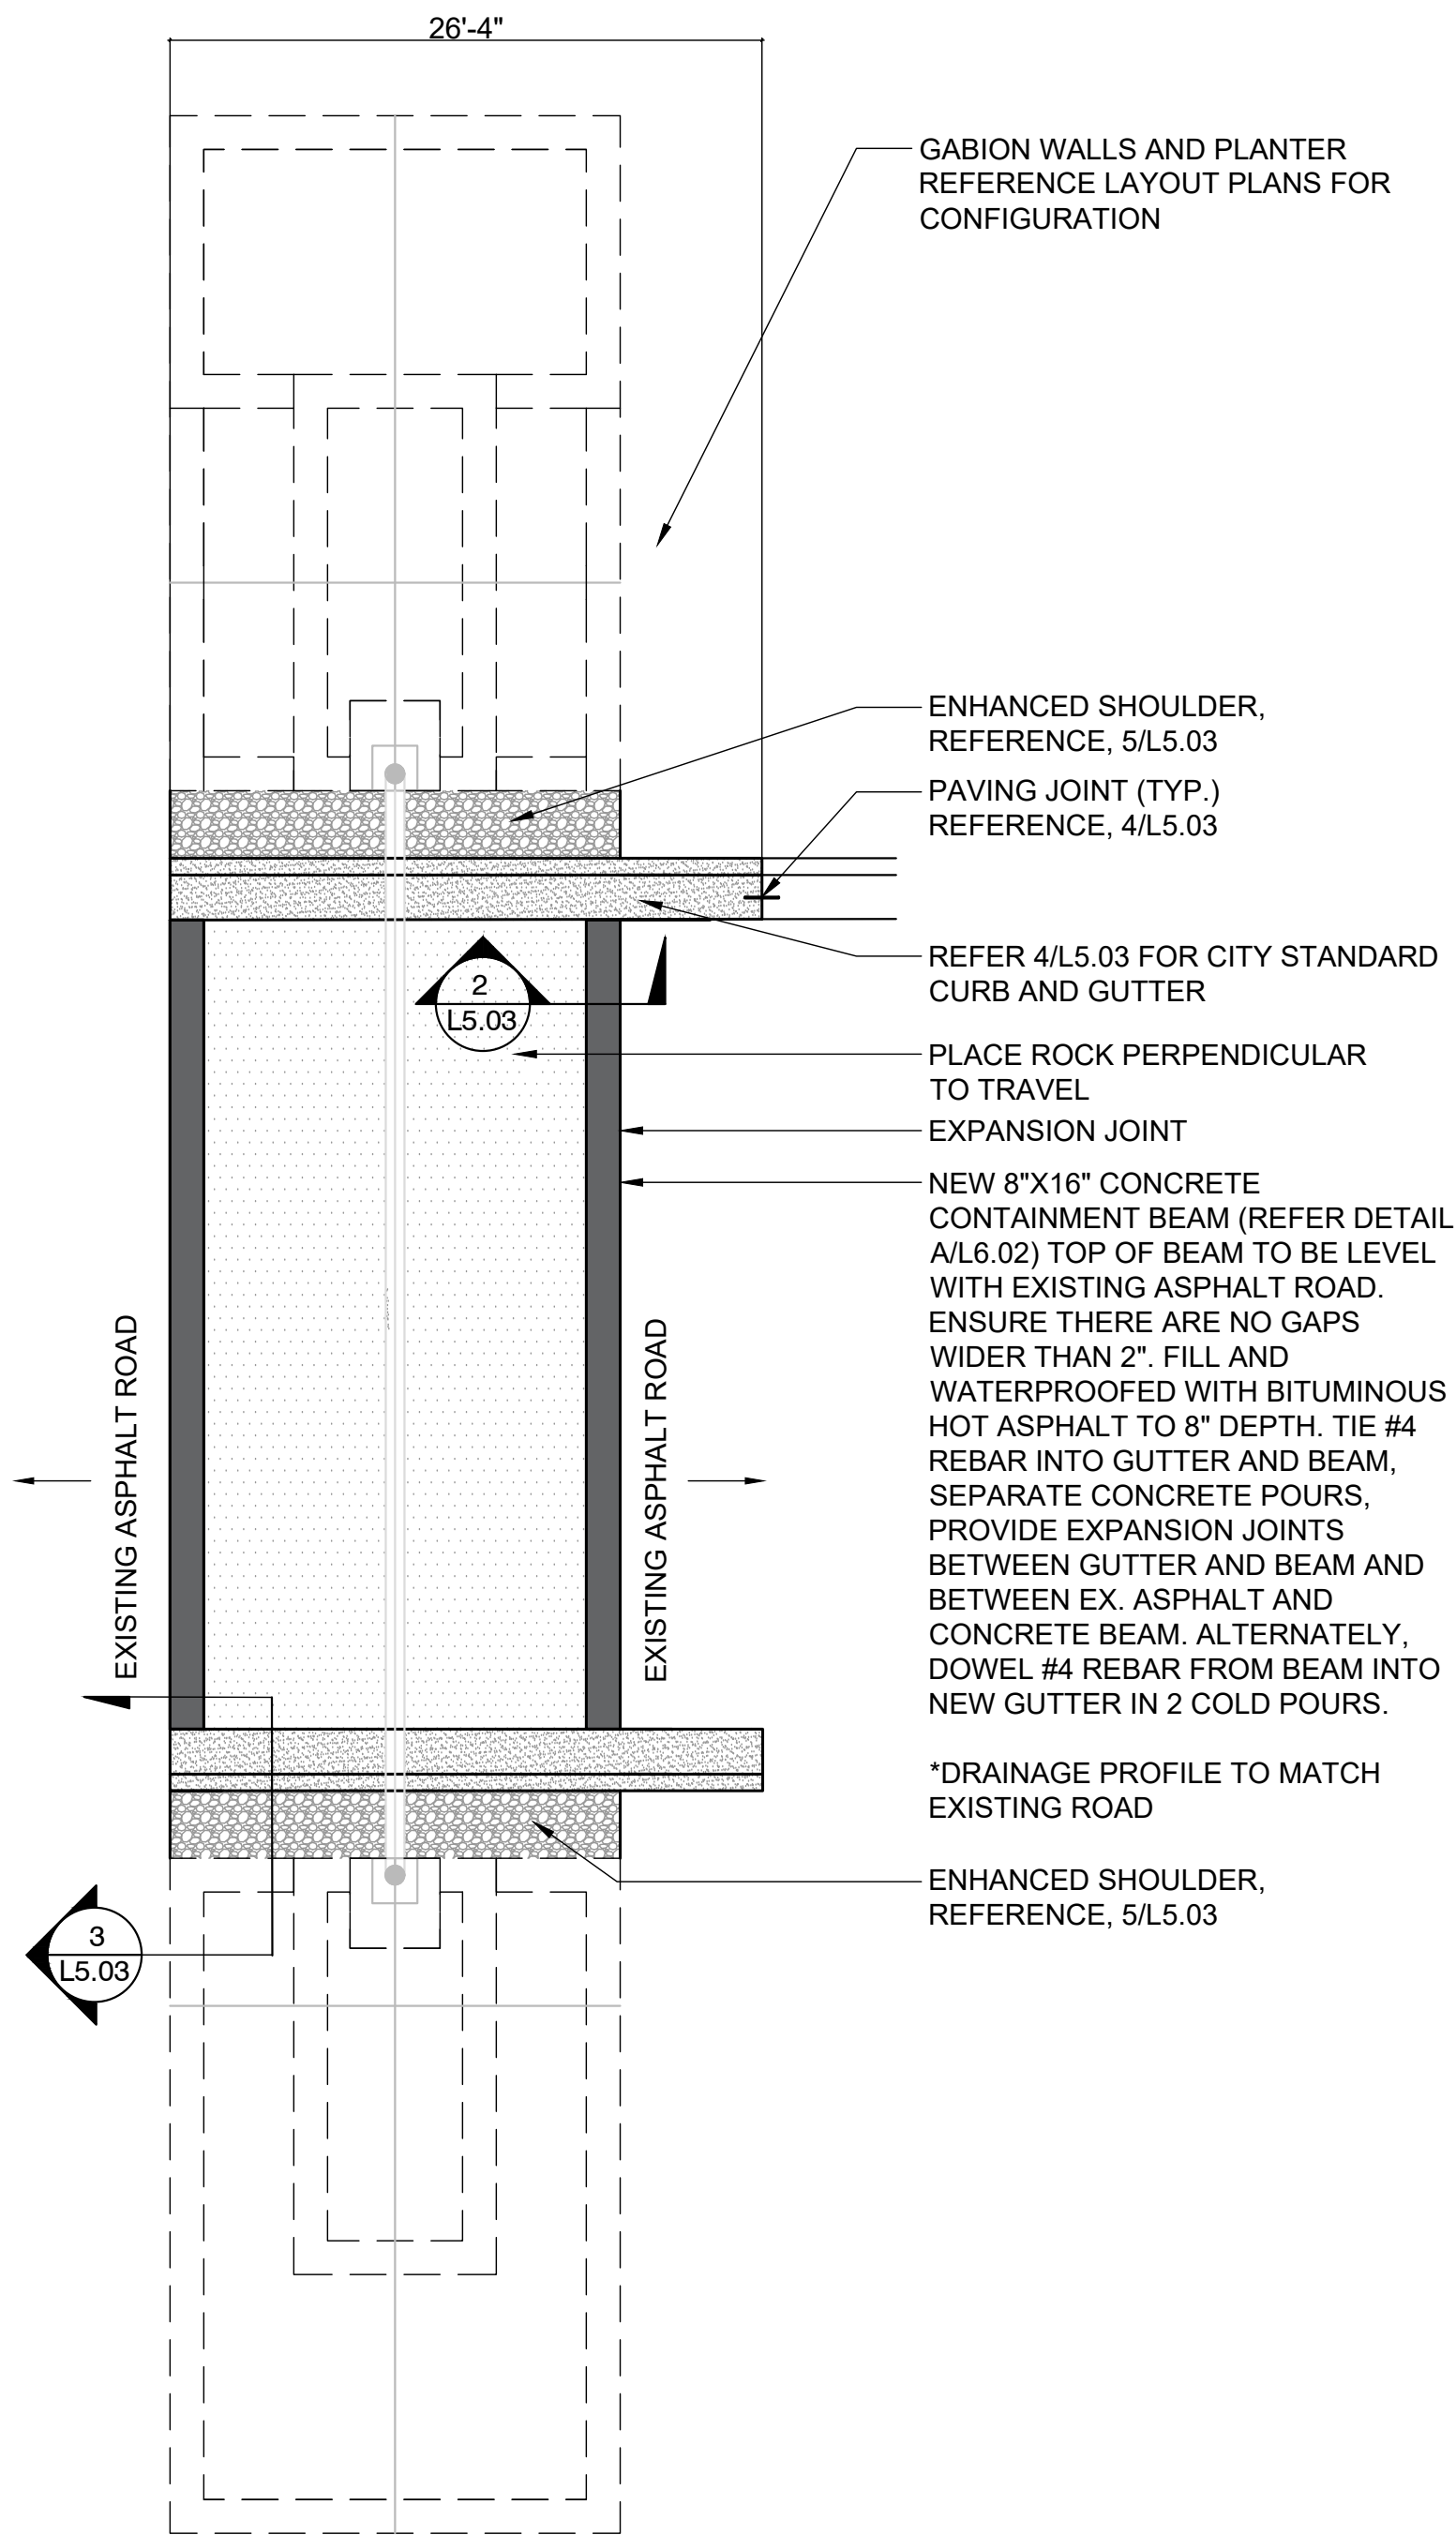 26'-4"
GABION WALLS AND PLANTER
REFERENCE LAYOUT PLANS FOR
CONFIGURATION
ENHANCED SHOULDER,
REFERENCE, 5/L5.03
PAVING JOINT (TYP.)
REFERENCE, 4/L5.03
REFER 4/L5.03 FOR CITY STANDARD
CURB AND GUTTER
2
L5.03
PLACE ROCK PERPENDICULAR
TO TRAVEL
EXPANSION JOINT
NEW 8"X16" CONCRETE
CONTAINMENT BEAM (REFER DETAIL
A/L6.02) TOP OF BEAM TO BE LEVEL
WITH EXISTING ASPHALT ROAD.
ENSURE THERE ARE NO GAPS
WIDER THAN 2". FILL AND
WATERPROOFED WITH BITUMINOUS
HOT ASPHALT TO 8" DEPTH. TIE #4
REBAR INTO GUTTER AND BEAM,
SEPARATE CONCRETE POURS,
PROVIDE EXPANSION JOINTS
BETWEEN GUTTER AND BEAM AND
BETWEEN EX. ASPHALT AND
CONCRETE BEAM. ALTERNATELY,
DOWEL #4 REBAR FROM BEAM INTO
NEW GUTTER IN 2 COLD POURS.
*DRAINAGE PROFILE TO MATCH
EXISTING ROAD
EXISTING ASPHALT ROAD
EXISTING ASPHALT ROAD
ENHANCED SHOULDER,
REFERENCE, 5/L5.03
3
L5.03